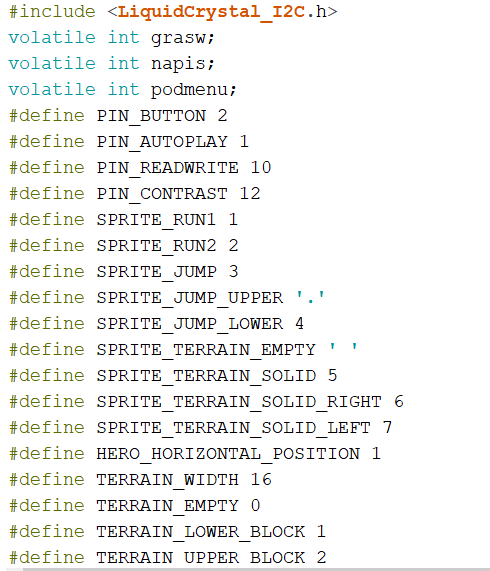 #include <LiquidCrystal_I2C.h>
volatile int grasw;
volatile int napis;
volatile int podmenu;
#define PIN_BUTTON 2
#define PIN_AUTOPLAY 1
#define PIN_READWRITE 10
#define PIN_CONTRAST 12
#define SPRITE_RUN1 1
#define SPRITE_RUN2 2
#define SPRITE_JUMP 3
#define SPRITE_JUMP_UPPER '.'
#define SPRITE_JUMP_LOWER 4
#define SPRITE_TERRAIN_EMPTY ' '
#define SPRITE_TERRAIN_SOLID 5
#define SPRITE_TERRAIN_SOLID_RIGHT 6
#define SPRITE_TERRAIN_SOLID_LEFT 7
#define HERO_HORIZONTAL_POSITION 1
#define TERRAIN_WIDTH 16
#define TERRAIN_EMPTY 0
#define TERRAIN_LOWER_BLOCK 1
#define TERRAIN_UPPER_BLOCK 2